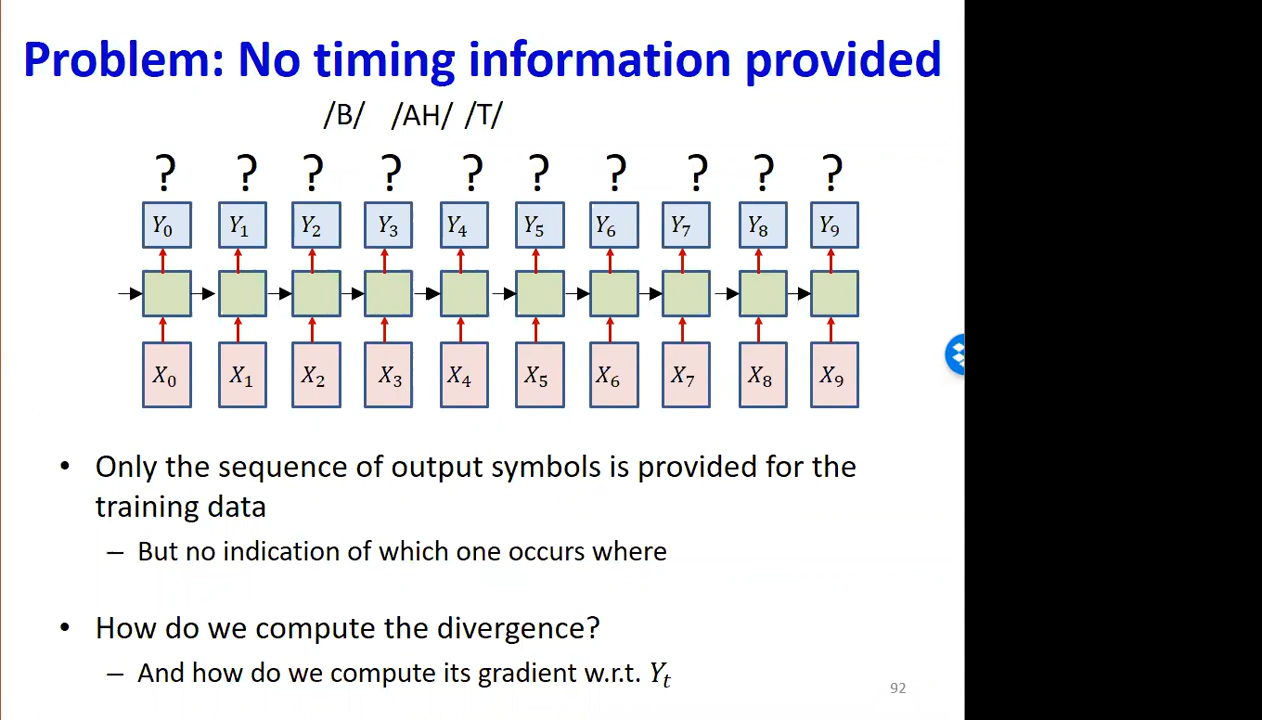 Problem: No timing information provided
/B/ /AH/ /T/
? ? ? ? ? ? ? ? ? ?
Y₀ Y₁ Y₂ Y₃ Y₄ Y₅ Y₆ Y₇ Y₈ Y₉
X₀ X₁ X₂ X₃ X₄ X₅ X₆ X₇ X₈ X₉
• Only the sequence of output symbols is provided for the
training data
– But no indication of which one occurs where
• How do we compute the divergence?
– And how do we compute its gradient w.r.t. Yₜ
92